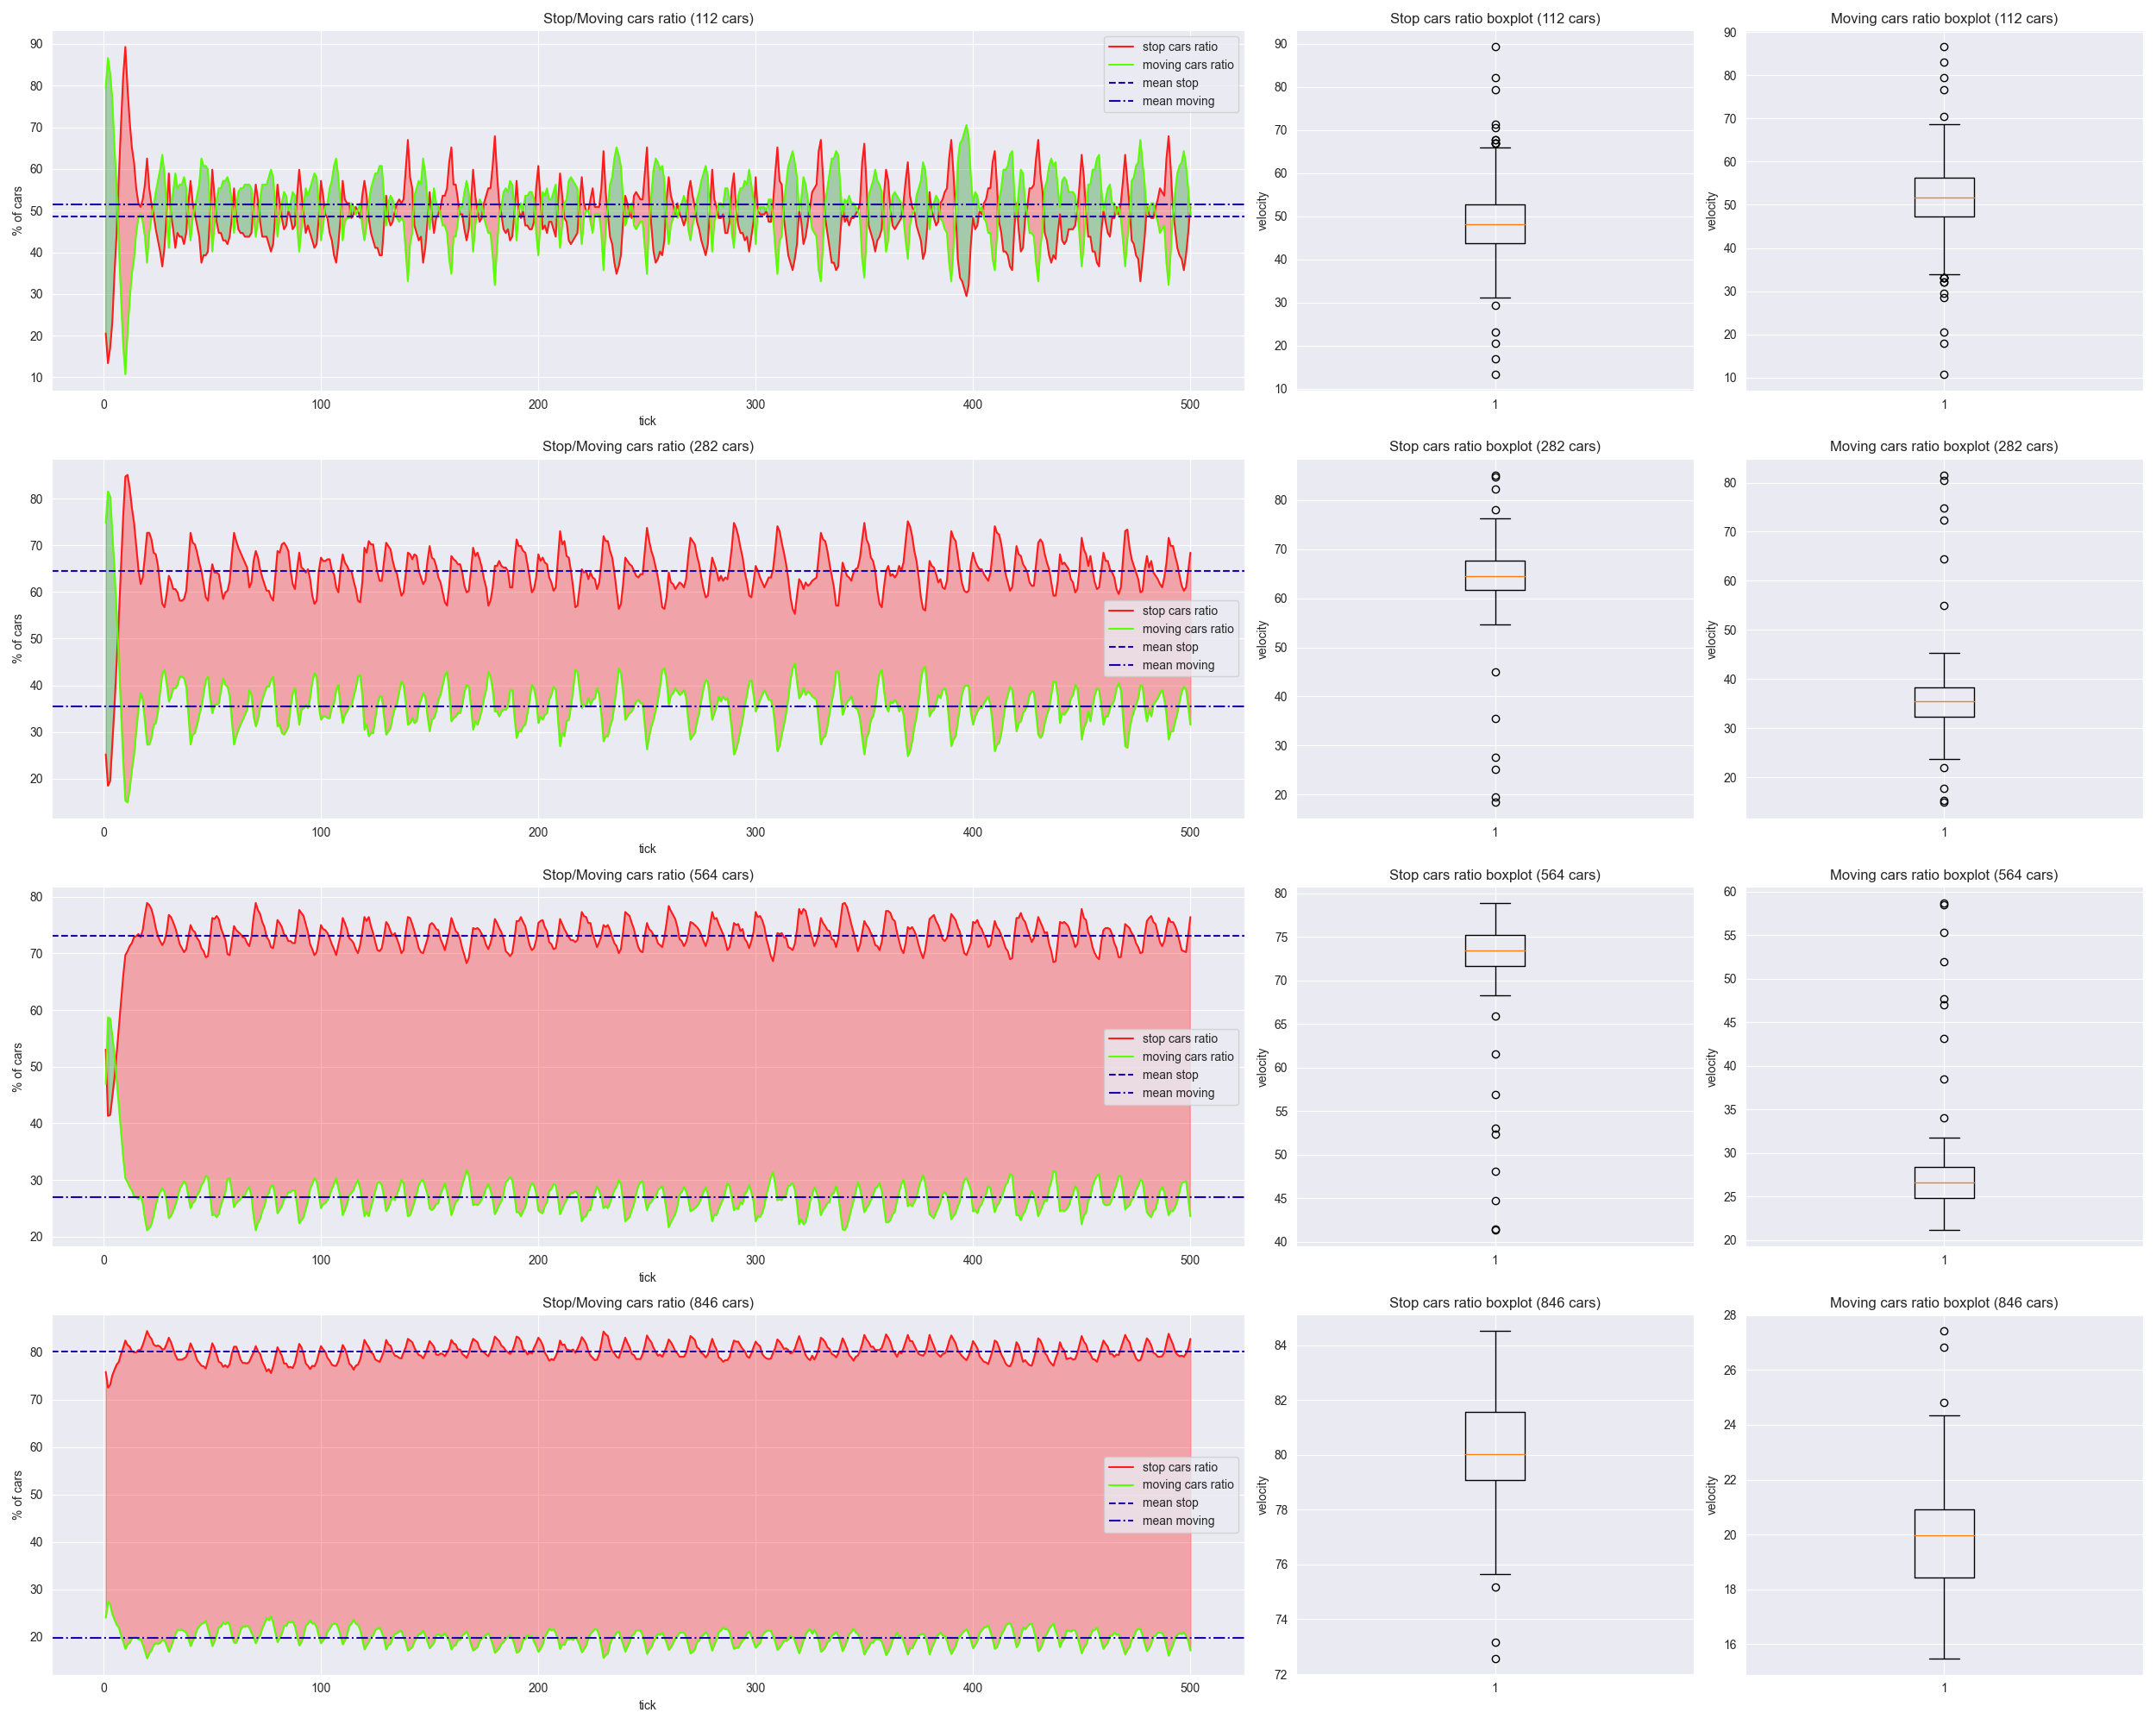 Stop/Moving cars ratio (112 cars)
90
80
70
60
50
40
30
20
10
% of cars
0 100 200 300 400 500
tick
stop cars ratio
moving cars ratio
mean stop
mean moving
Stop cars ratio boxplot (112 cars)
90
80
70
60
50
40
30
20
10
velocity
1
Moving cars ratio boxplot (112 cars)
90
80
70
60
50
40
30
20
10
velocity
1
Stop/Moving cars ratio (282 cars)
80
70
60
50
40
30
20
% of cars
0 100 200 300 400 500
tick
stop cars ratio
moving cars ratio
mean stop
mean moving
Stop cars ratio boxplot (282 cars)
80
70
60
50
40
30
20
velocity
1
Moving cars ratio boxplot (282 cars)
80
70
60
50
40
30
20
velocity
1
Stop/Moving cars ratio (564 cars)
80
70
60
50
40
30
20
% of cars
0 100 200 300 400 500
tick
stop cars ratio
moving cars ratio
mean stop
mean moving
Stop cars ratio boxplot (564 cars)
80
75
70
65
60
55
50
45
40
velocity
1
Moving cars ratio boxplot (564 cars)
60
55
50
45
40
35
30
25
20
velocity
1
Stop/Moving cars ratio (846 cars)
80
70
60
50
40
30
20
% of cars
0 100 200 300 400 500
tick
stop cars ratio
moving cars ratio
mean stop
mean moving
Stop cars ratio boxplot (846 cars)
84
82
80
78
76
74
72
velocity
1
Moving cars ratio boxplot (846 cars)
28
26
24
22
20
18
16
velocity
1